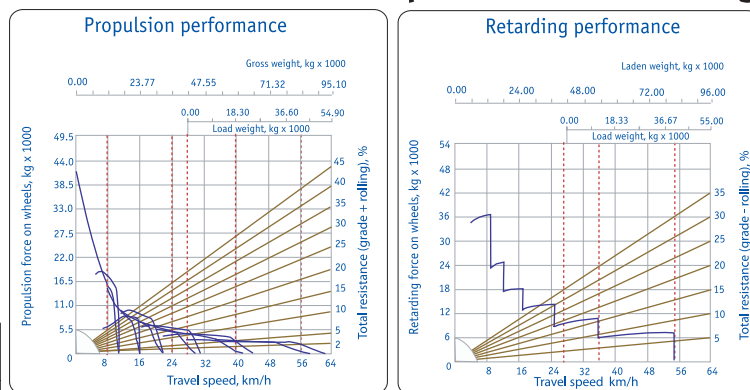 Propulsion performance
Gross weight, kg x 1000
0.00 23.77 47.55 71.32 95.10
0.00 18.30 36.60 54.90
Load weight, kg x 1000
Propulsion force on wheels, kg x 1000
49.5
44.0
38.5
33.0
27.5
22.0
16.5
11.0
5.5
0
45
40
35
30
25
20
15
10
5
2
Total resistance (grade + rolling), %
8 16 24 32 40 48 56 64
Travel speed, km/h
Retarding performance
Laden weight, kg x 1000
0.00 24.00 48.00 72.00 96.00
0.00 18.33 36.67 55.00
Load weight, kg x 1000
Retarding force on wheels, kg x 1000
54
48
42
36
30
24
18
12
6
0
35
30
25
20
15
10
5
Total resistance (grade - rolling), %
8 16 24 32 40 48 56 64
Travel speed km/h